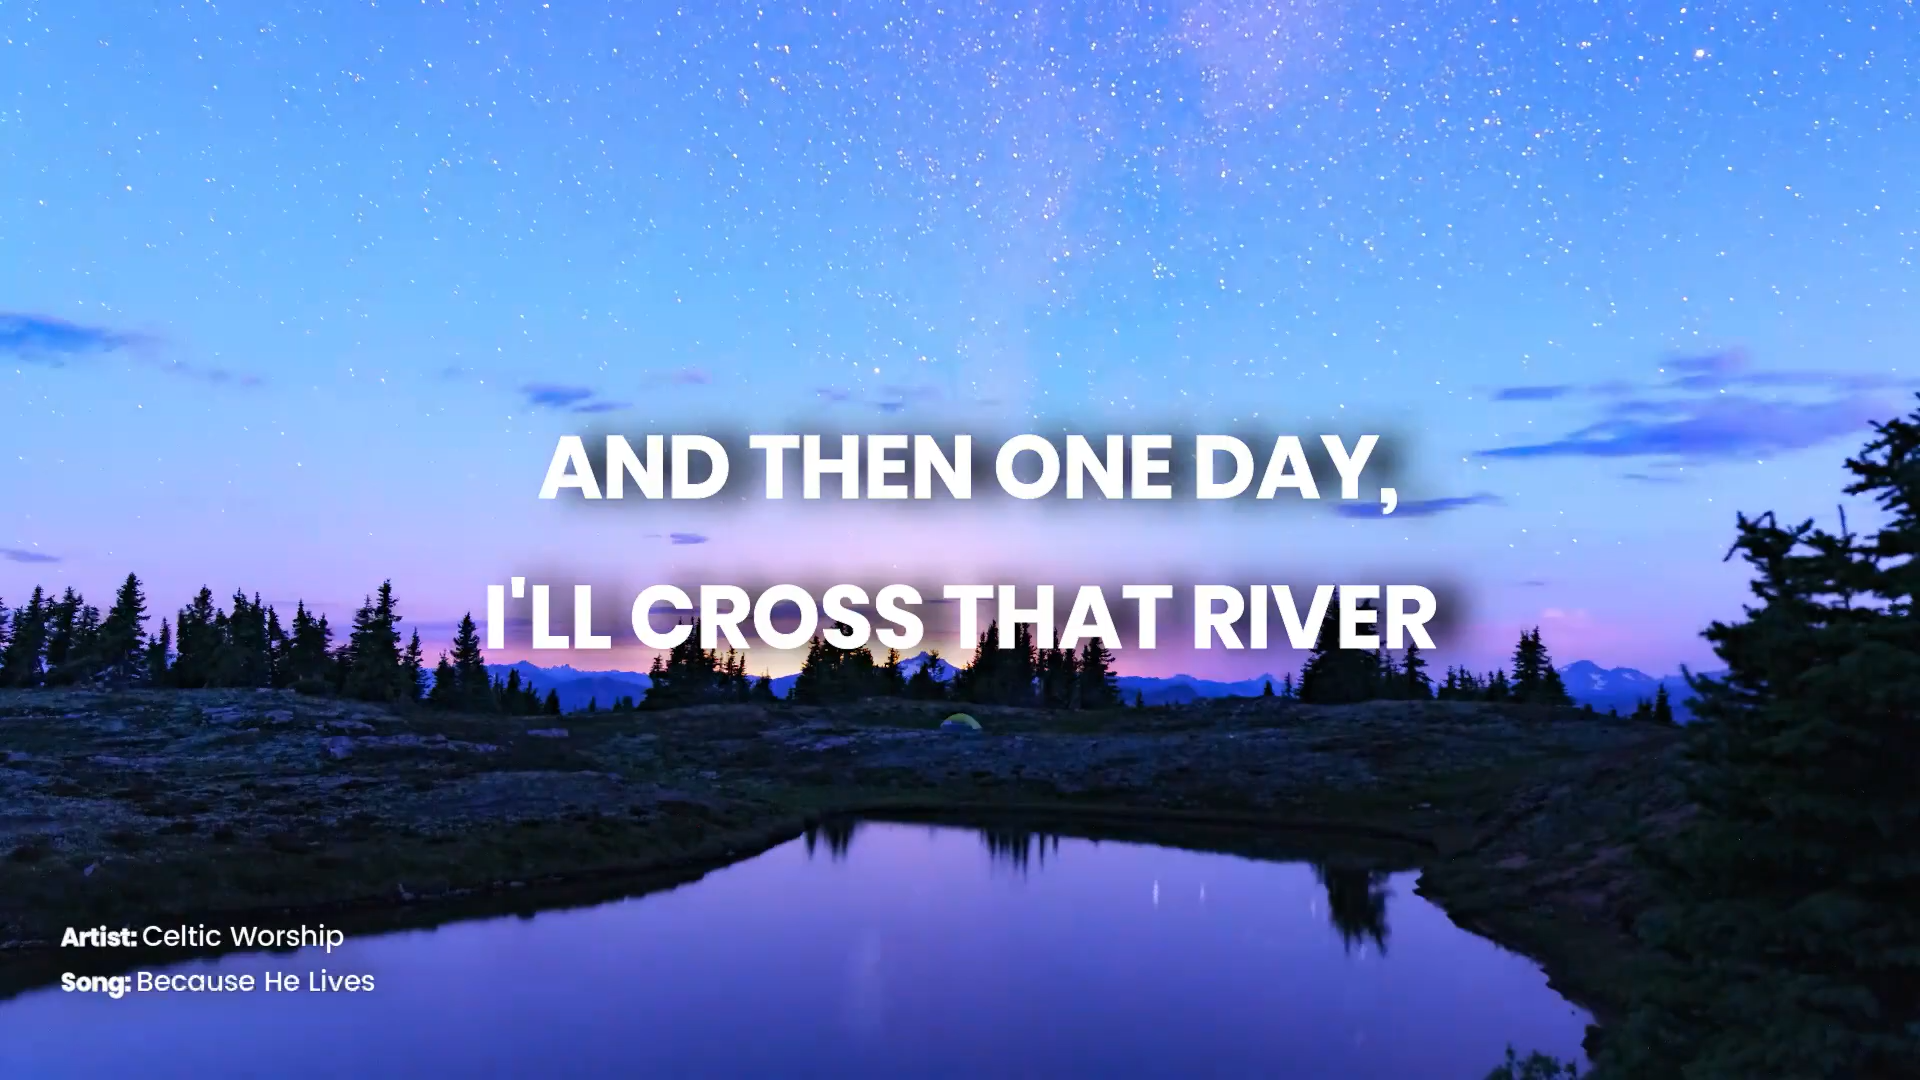 AND THEN ONE DAY,
I'LL CROSS THAT RIVER
Artist: Celtic Worship
Song: Because He Lives